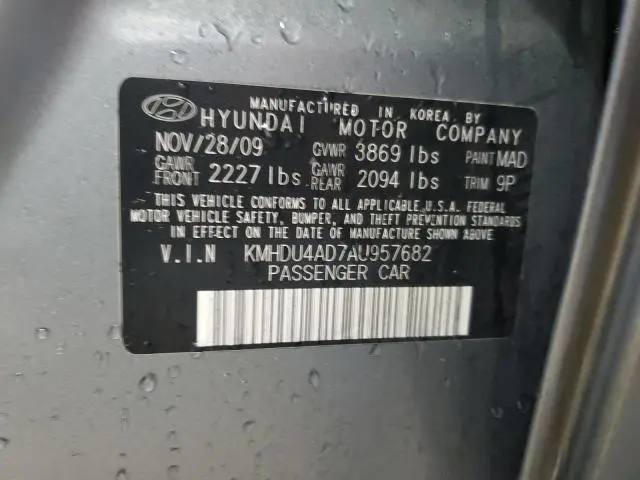 MANUFACTURED IN KOREA BY
HYUNDAI MOTOR COMPANY
NOV/28/09 GVWR 3869 lbs PAINT MAD
GAWR FRONT 2227 lbs GAWR REAR 2094 lbs TRIM 9P
THIS VEHICLE CONFORMS TO ALL APPLICABLE U.S.A. FEDERAL
MOTOR VEHICLE SAFETY, BUMPER, AND THEFT PREVENTION STANDARDS
IN EFFECT ON THE DATE OF MANUFACTURE SHOWN ABOVE.
V.I.N KMHDU4AD7AU957682
PASSENGER CAR